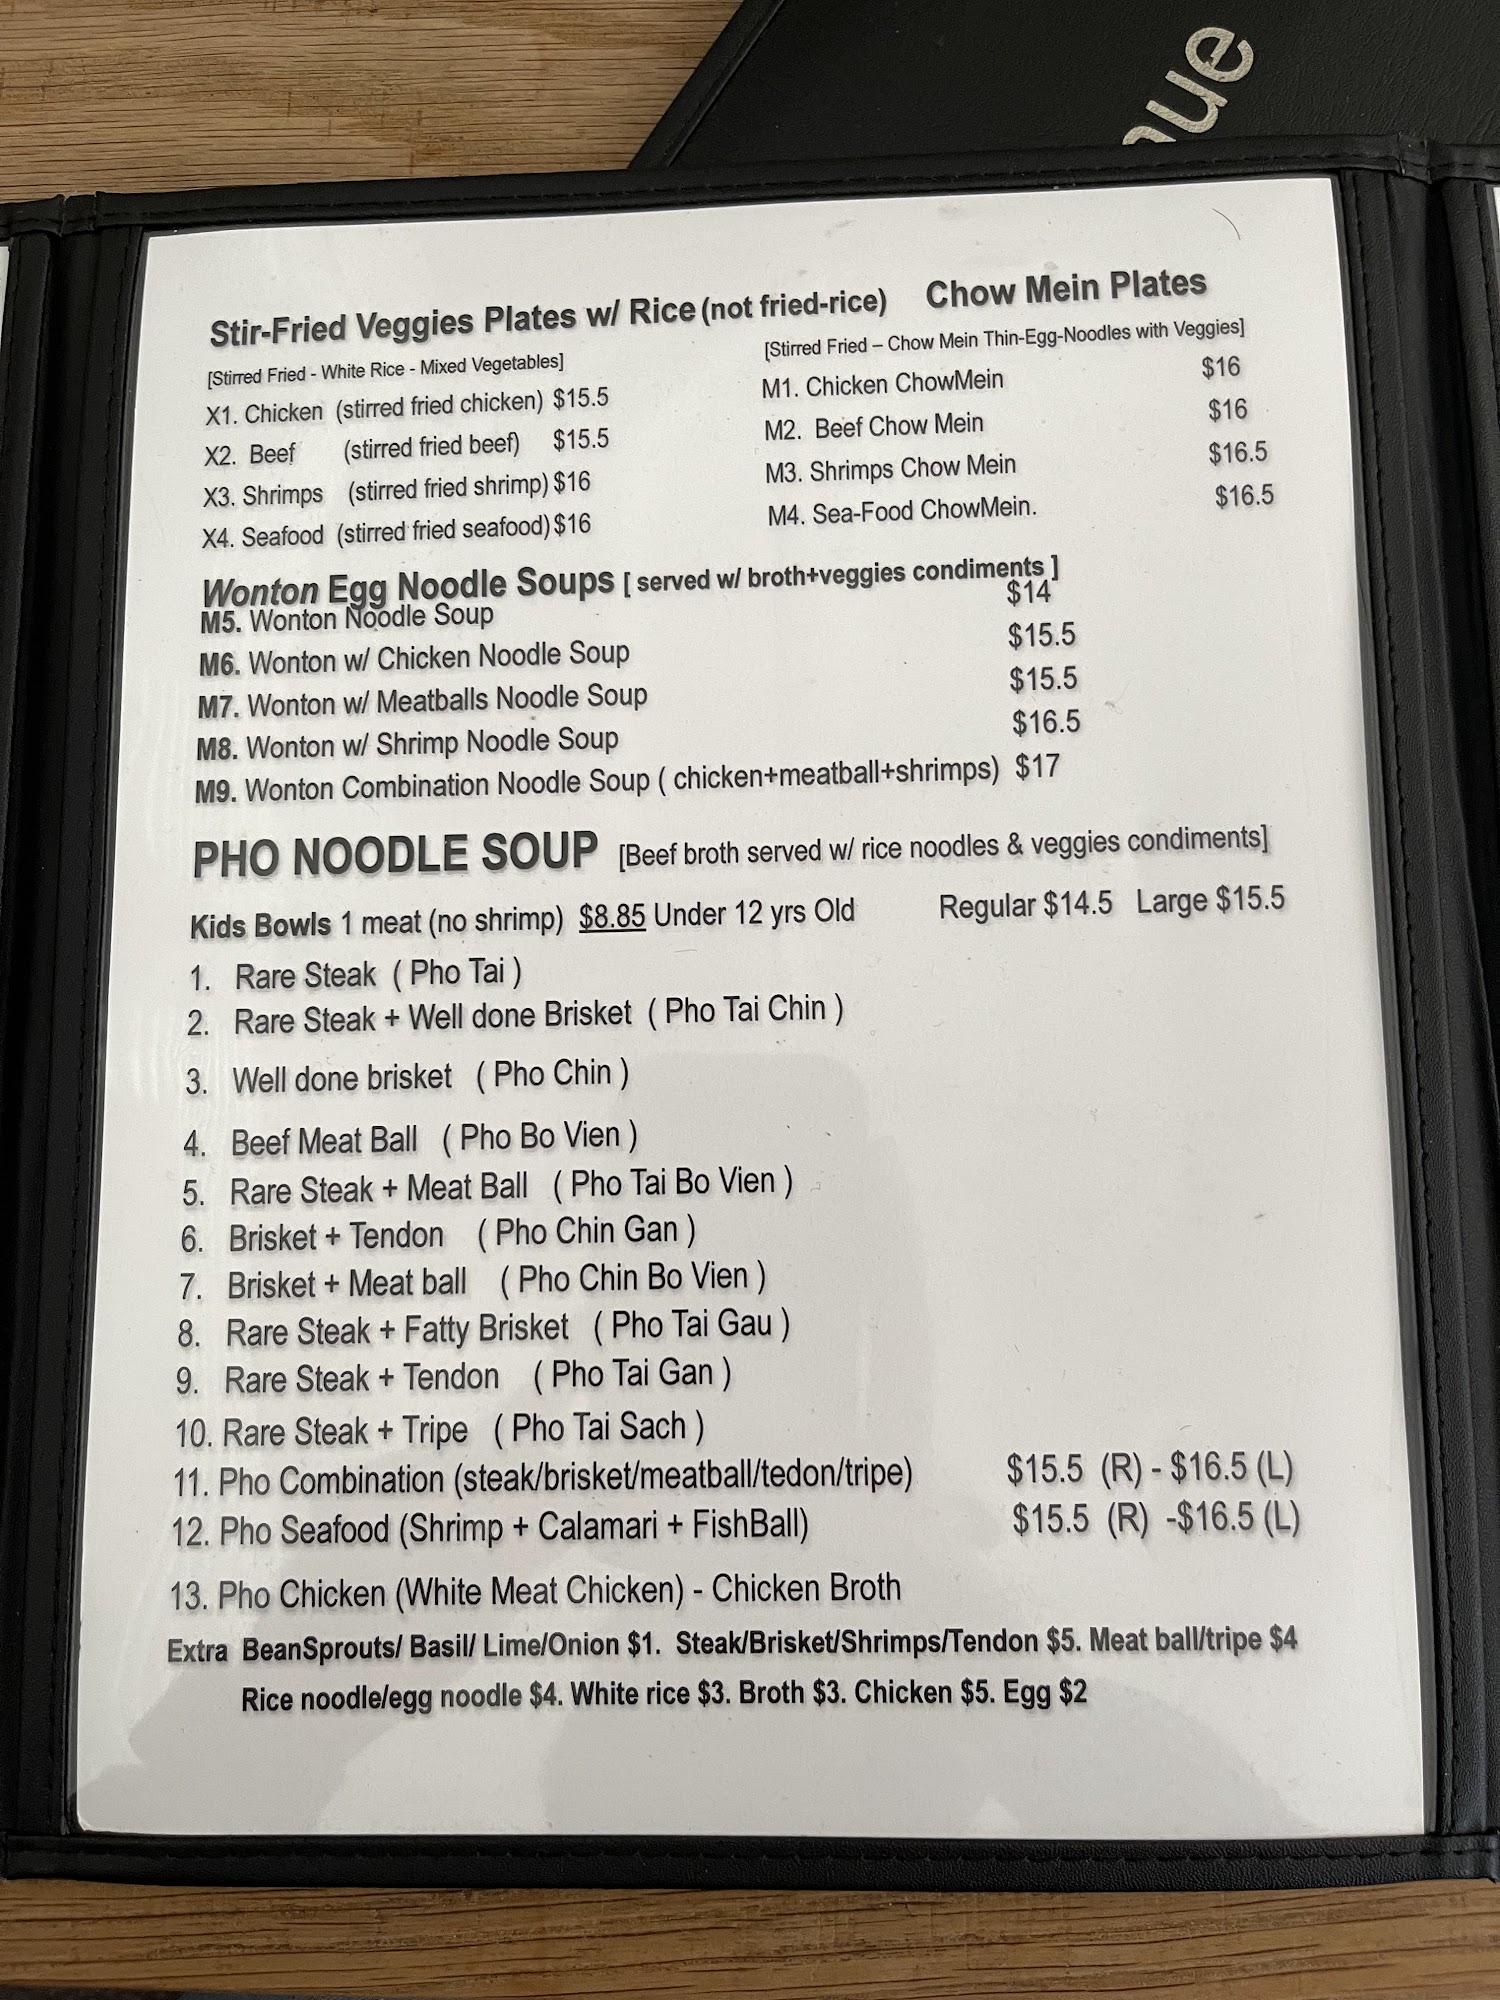 nue
Stir-Fried Veggies Plates w/ Rice (not fried-rice)
[Stirred Fried - White Rice - Mixed Vegetables]
X1. Chicken (stirred fried chicken) $15.5
X2. Beef (stirred fried beef) $15.5
X3. Shrimps (stirred fried shrimp) $16
X4. Seafood (stirred fried seafood) $16
Chow Mein Plates
[Stirred Fried – Chow Mein Thin-Egg-Noodles with Veggies]
M1. Chicken ChowMein $16
M2. Beef Chow Mein $16
M3. Shrimps Chow Mein $16.5
M4. Sea-Food ChowMein. $16.5
Wonton Egg Noodle Soups [ served w/ broth+veggies condiments ]
M5. Wonton Noodle Soup $14
M6. Wonton w/ Chicken Noodle Soup $15.5
M7. Wonton w/ Meatballs Noodle Soup $15.5
M8. Wonton w/ Shrimp Noodle Soup $16.5
M9. Wonton Combination Noodle Soup ( chicken+meatball+shrimps) $17
PHO NOODLE SOUP [Beef broth served w/ rice noodles & veggies condiments]
Kids Bowls 1 meat (no shrimp) $8.85 Under 12 yrs Old Regular $14.5 Large $15.5
1. Rare Steak ( Pho Tai )
2. Rare Steak + Well done Brisket ( Pho Tai Chin )
3. Well done brisket ( Pho Chin )
4. Beef Meat Ball ( Pho Bo Vien )
5. Rare Steak + Meat Ball ( Pho Tai Bo Vien )
6. Brisket + Tendon ( Pho Chin Gan )
7. Brisket + Meat ball ( Pho Chin Bo Vien )
8. Rare Steak + Fatty Brisket ( Pho Tai Gau )
9. Rare Steak + Tendon ( Pho Tai Gan )
10. Rare Steak + Tripe ( Pho Tai Sach )
11. Pho Combination (steak/brisket/meatball/tedon/tripe) $15.5 (R) - $16.5 (L)
12. Pho Seafood (Shrimp + Calamari + FishBall) $15.5 (R) -$16.5 (L)
13. Pho Chicken (White Meat Chicken) - Chicken Broth
Extra BeanSprouts/ Basil/ Lime/Onion $1. Steak/Brisket/Shrimps/Tendon $5. Meat ball/tripe $4
Rice noodle/egg noodle $4. White rice $3. Broth $3. Chicken $5. Egg $2